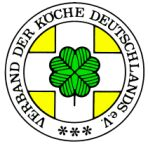 VERBAND DER KÖCHE DEUTSCHLANDS e.V.
***